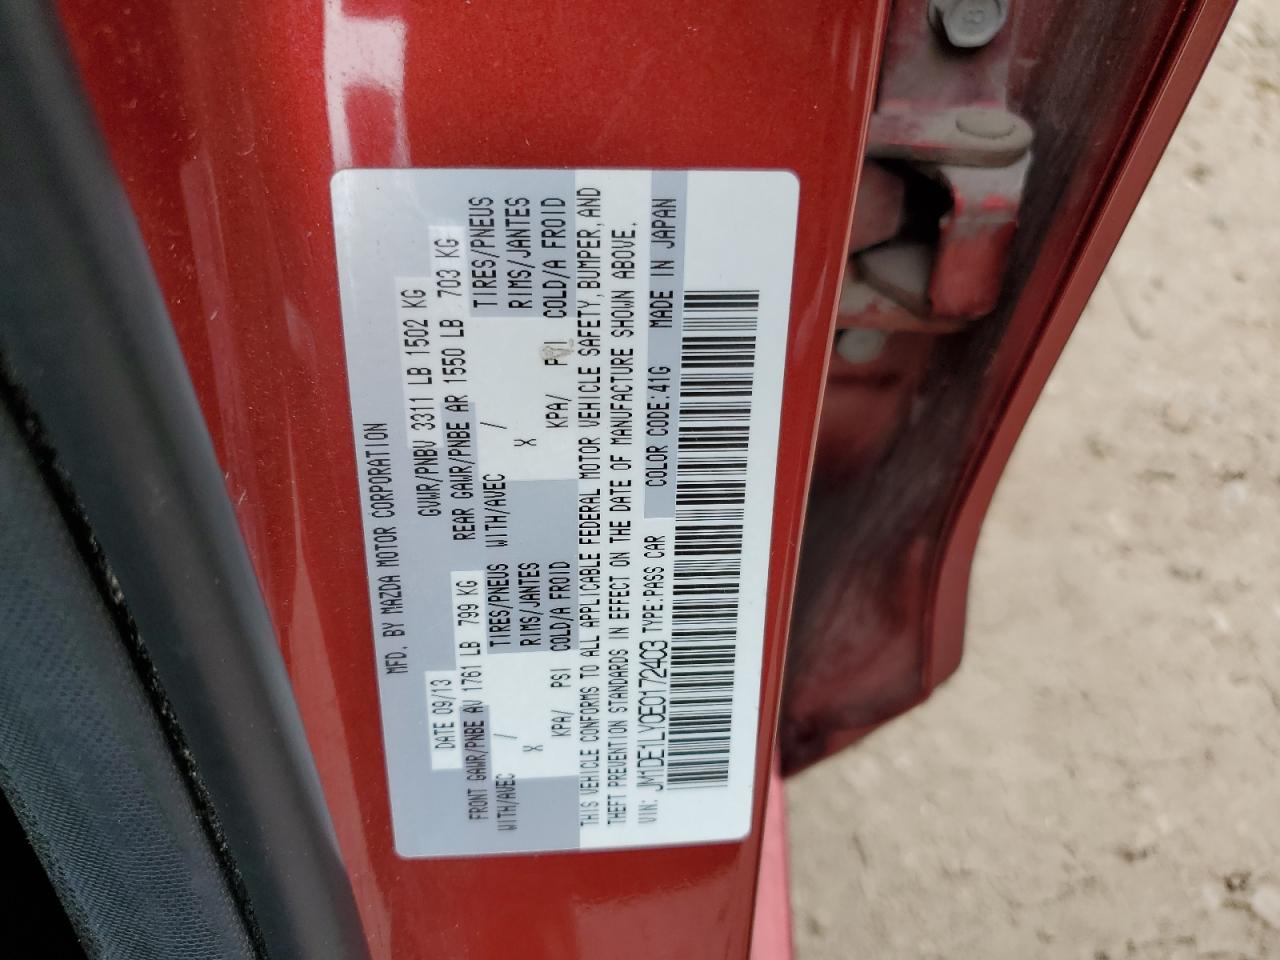 MFD. BY MAZDA MOTOR CORPORATION
DATE 09/13 GVWR/PNBV 3311 LB 1502 KG
FRONT GAWR/PNBE AV 1761 LB 799 KG REAR GAWR/PNBE AR 1550 LB 703 KG
WITH/AVEC / TIRES/PNEUS WITH/AVEC / TIRES/PNEUS
X RIMS/JANTES X RIMS/JANTES
KPA/ PSI COLD/A FROID KPA/ PSI COLD/A FROID
THIS VEHICLE CONFORMS TO ALL APPLICABLE FEDERAL MOTOR VEHICLE SAFETY, BUMPER, AND
THEFT PREVENTION STANDARDS IN EFFECT ON THE DATE OF MANUFACTURE SHOWN ABOVE.
VIN: JM1DE1LY0E0172403 TYPE:PASS CAR COLOR CODE:41G MADE IN JAPAN
8